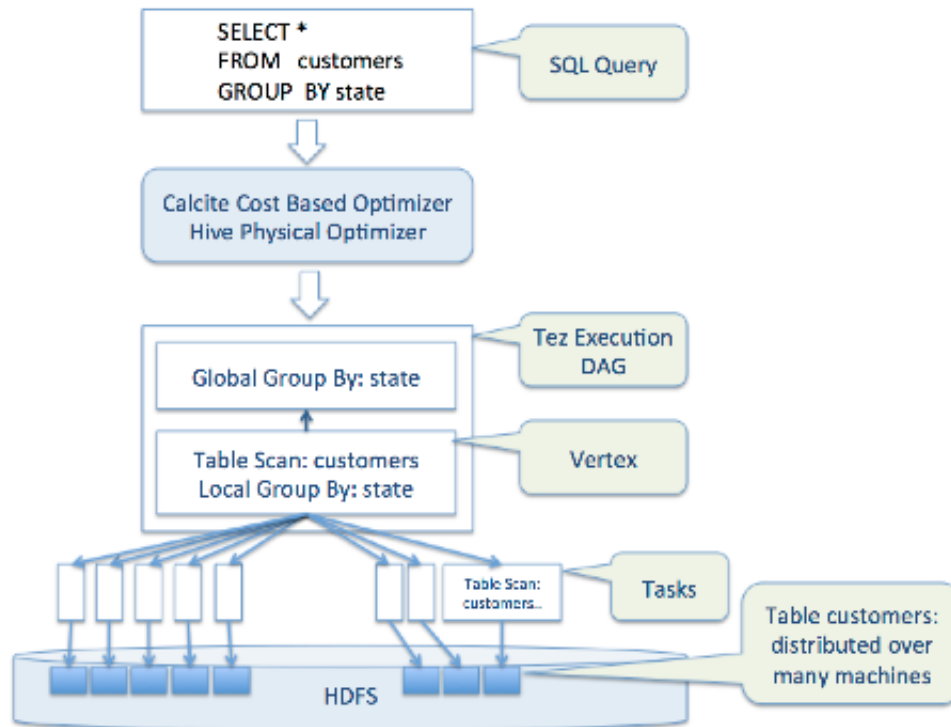 SELECT *
FROM customers
GROUP BY state
SQL Query
Calcite Cost Based Optimizer
Hive Physical Optimizer
Tez Execution
DAG
Global Group By: state
Table Scan: customers
Local Group By: state
Vertex
Table Scan:
customers..
Tasks
Table customers:
distributed over
many machines
HDFS